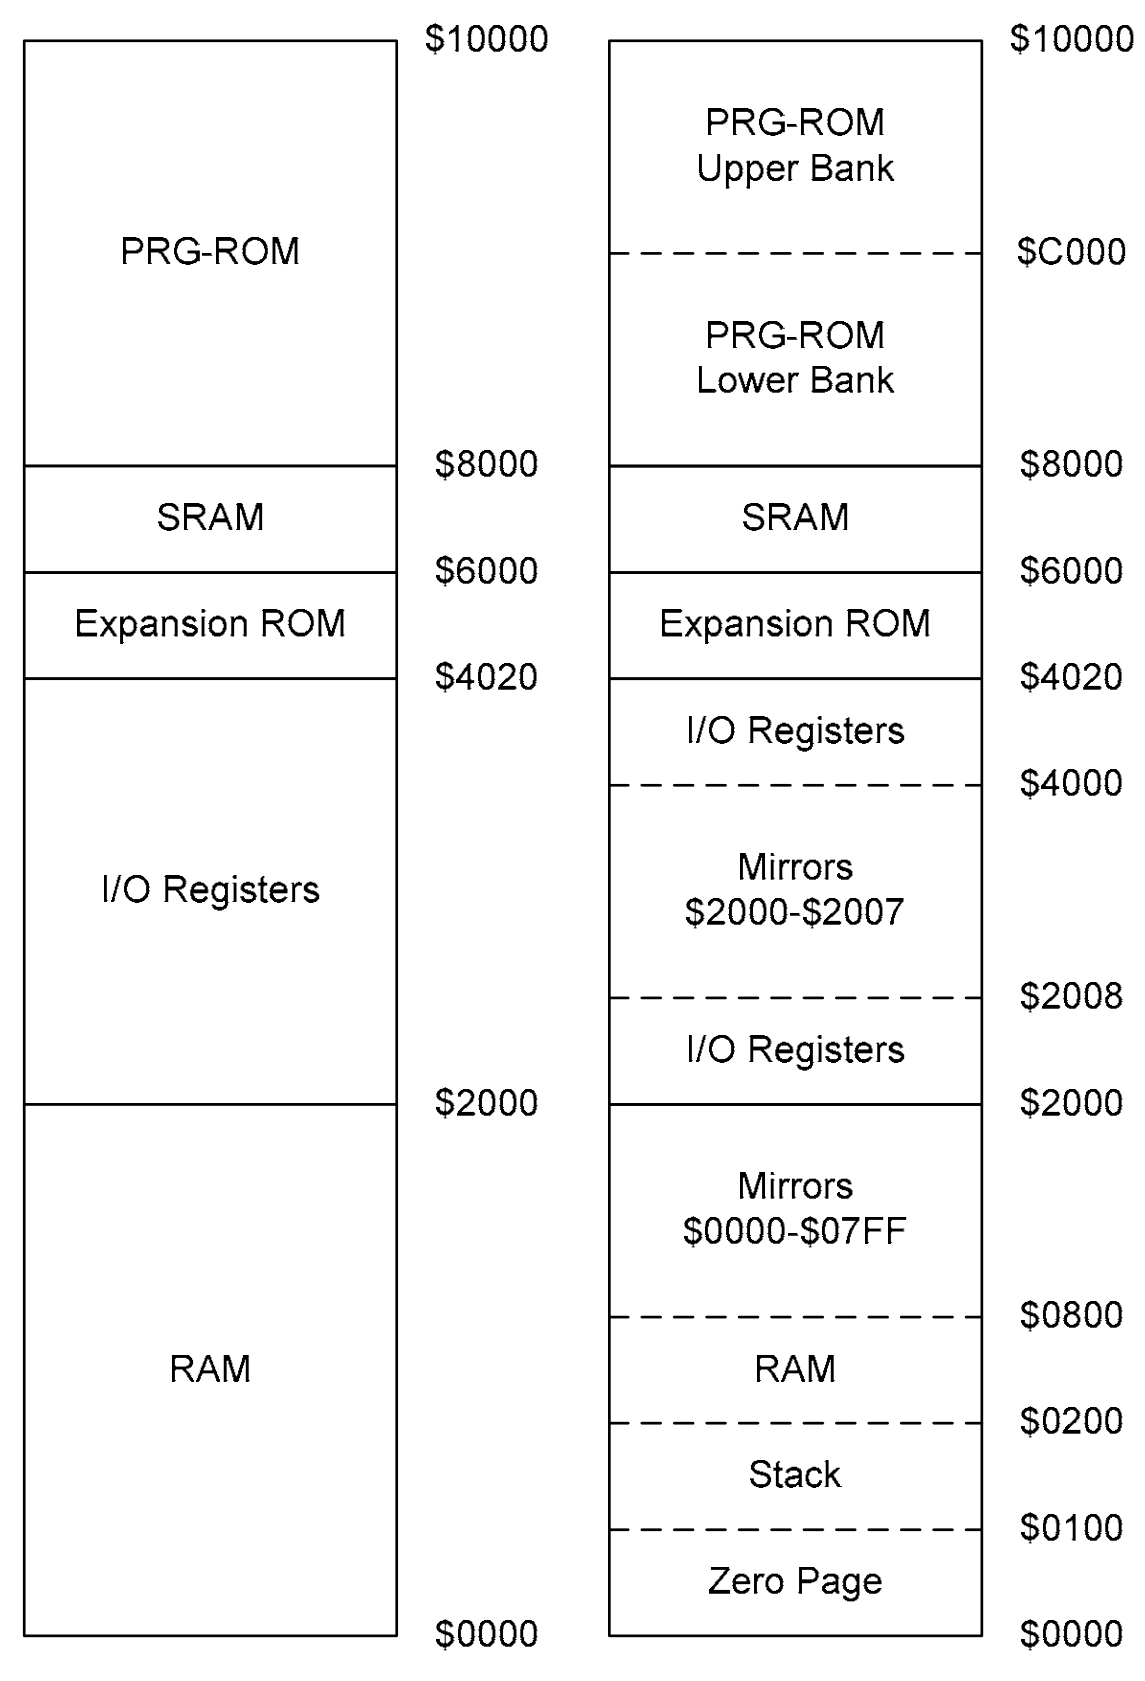 $10000
PRG-ROM
$8000
SRAM
$6000
Expansion ROM
$4020
I/O Registers
$2000
RAM
$0000
$10000
PRG-ROM
Upper Bank
$C000
PRG-ROM
Lower Bank
$8000
SRAM
$6000
Expansion ROM
$4020
I/O Registers
$4000
Mirrors
$2000-$2007
$2008
I/O Registers
$2000
Mirrors
$0000-$07FF
$0800
RAM
$0200
Stack
$0100
Zero Page
$0000